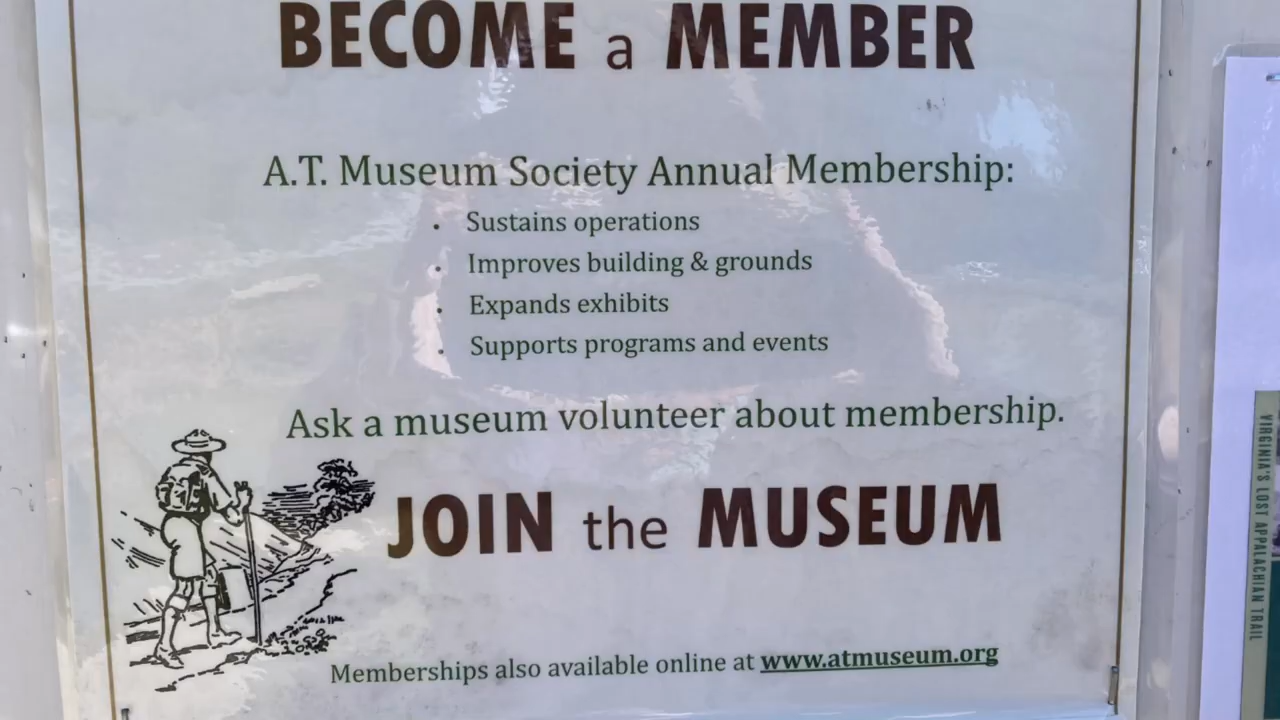 BECOME a MEMBER
A.T. Museum Society Annual Membership:
• Sustains operations
• Improves building & grounds
• Expands exhibits
• Supports programs and events
Ask a museum volunteer about membership.
JOIN the MUSEUM
Memberships also available online at www.atmuseum.org
VIRGINIA'S LOST APPALACHIAN TRAIL